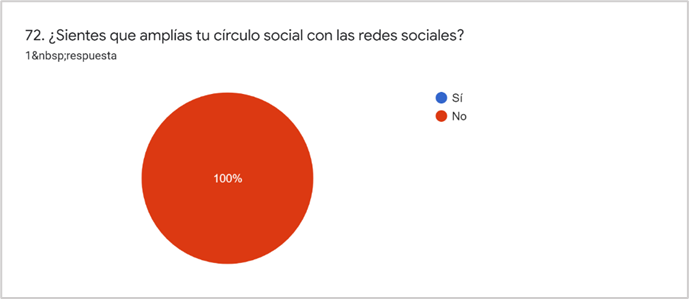 72. ¿Sientes que amplías tu círculo social con las redes sociales?
1&nbsp;respuesta
Sí
No
100%